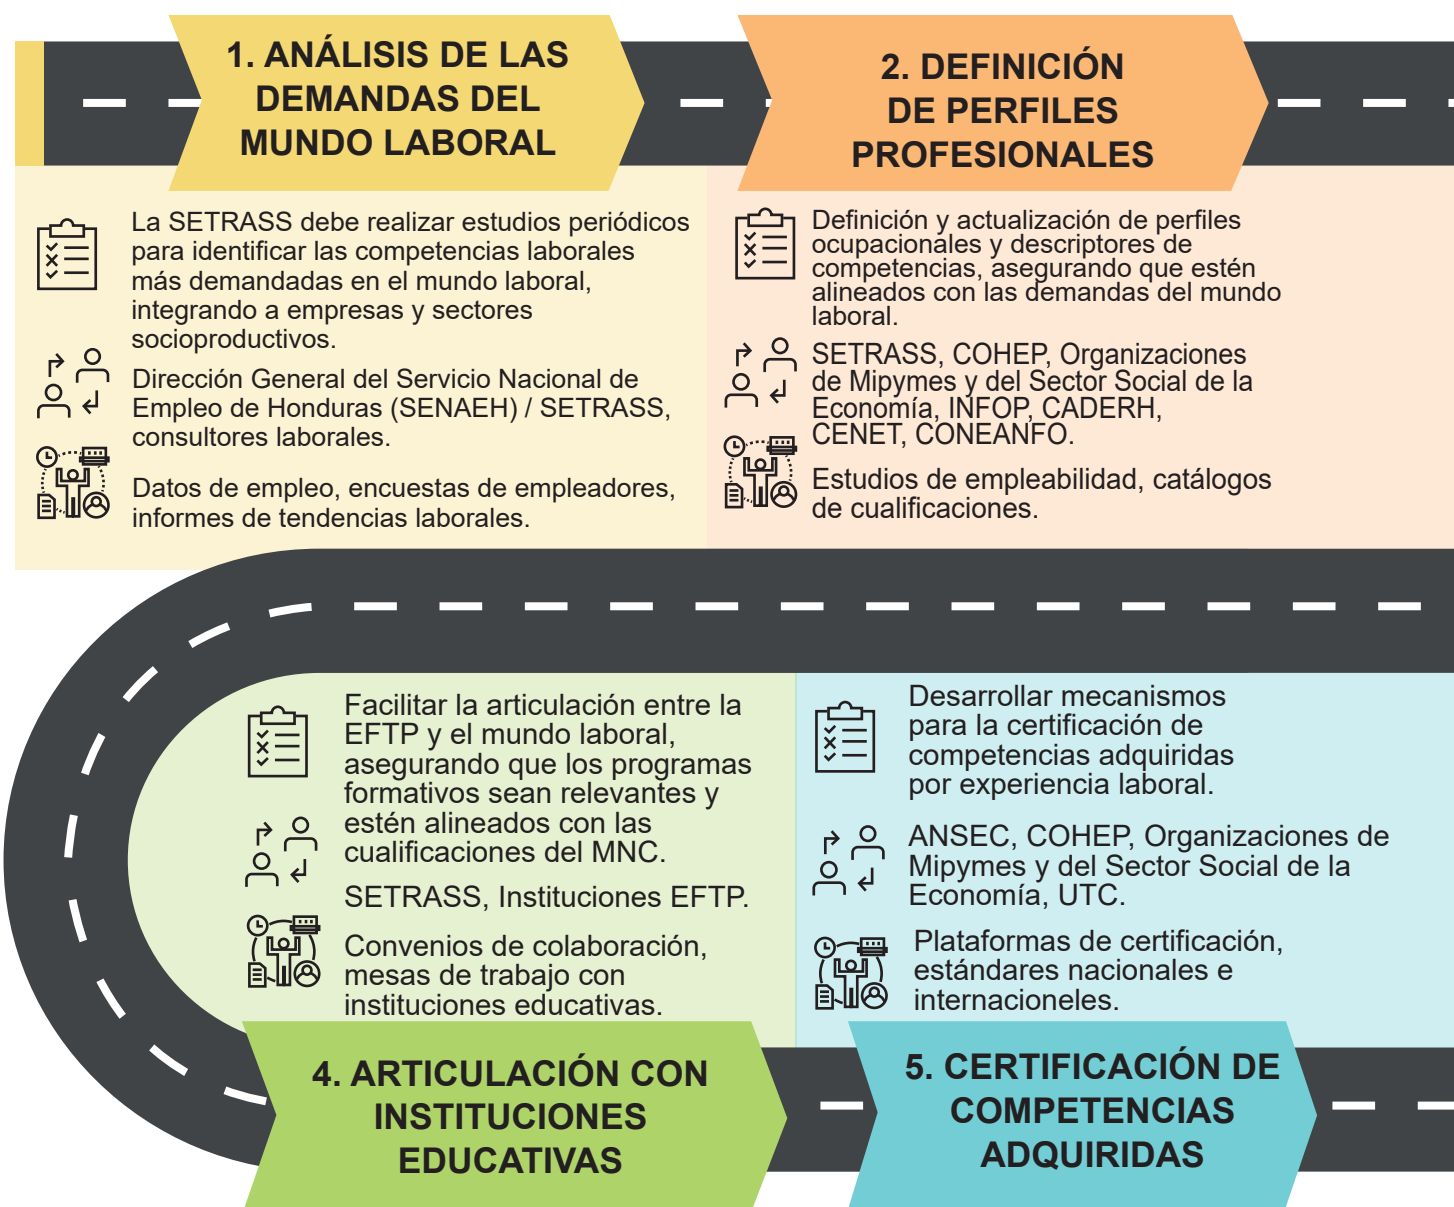 1. ANÁLISIS DE LAS
DEMANDAS DEL
MUNDO LABORAL
La SETRASS debe realizar estudios periódicos
para identificar las competencias laborales
más demandadas en el mundo laboral,
integrando a empresas y sectores
socioproductivos.
Dirección General del Servicio Nacional de
Empleo de Honduras (SENAEH) / SETRASS,
consultores laborales.
Datos de empleo, encuestas de empleadores,
informes de tendencias laborales.
2. DEFINICIÓN
DE PERFILES
PROFESIONALES
Definición y actualización de perfiles
ocupacionales y descriptores de
competencias, asegurando que estén
alineados con las demandas del mundo
laboral.
SETRASS, COHEP, Organizaciones
de Mipymes y del Sector Social de la
Economía, INFOP, CADERH,
CENET, CONEANFO.
Estudios de empleabilidad, catálogos
de cualificaciones.
Facilitar la articulación entre la
EFTP y el mundo laboral,
asegurando que los programas
formativos sean relevantes y
estén alineados con las
cualificaciones del MNC.
SETRASS, Instituciones EFTP.
Convenios de colaboración,
mesas de trabajo con
instituciones educativas.
4. ARTICULACIÓN CON
INSTITUCIONES
EDUCATIVAS
Desarrollar mecanismos
para la certificación de
competencias adquiridas
por experiencia laboral.
ANSEC, COHEP, Organizaciones de
Mipymes y del Sector Social de la
Economía, UTC.
Plataformas de certificación,
estándares nacionales e
internacioneles.
5. CERTIFICACIÓN DE
COMPETENCIAS
ADQUIRIDAS